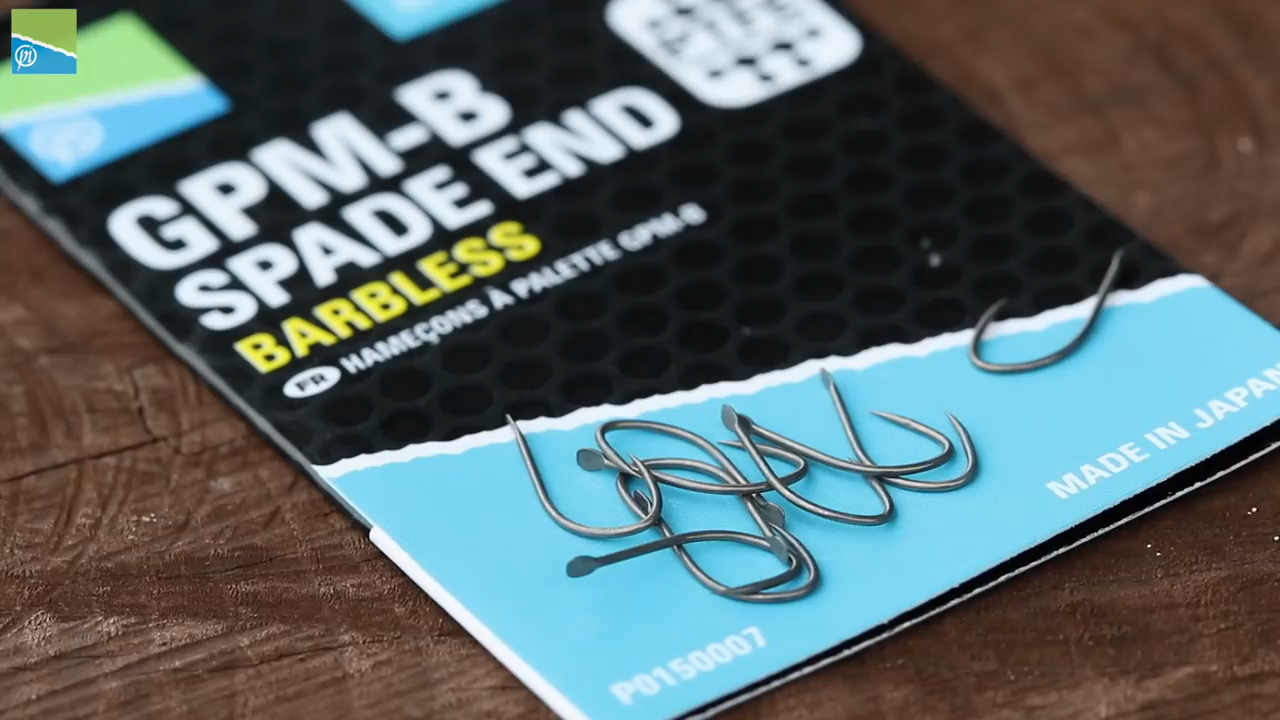 GPM-B
SPADE END
BARBLESS
FR HAMEÇONS À PALETTE GPM-B
MADE IN JAPAN
P0150007